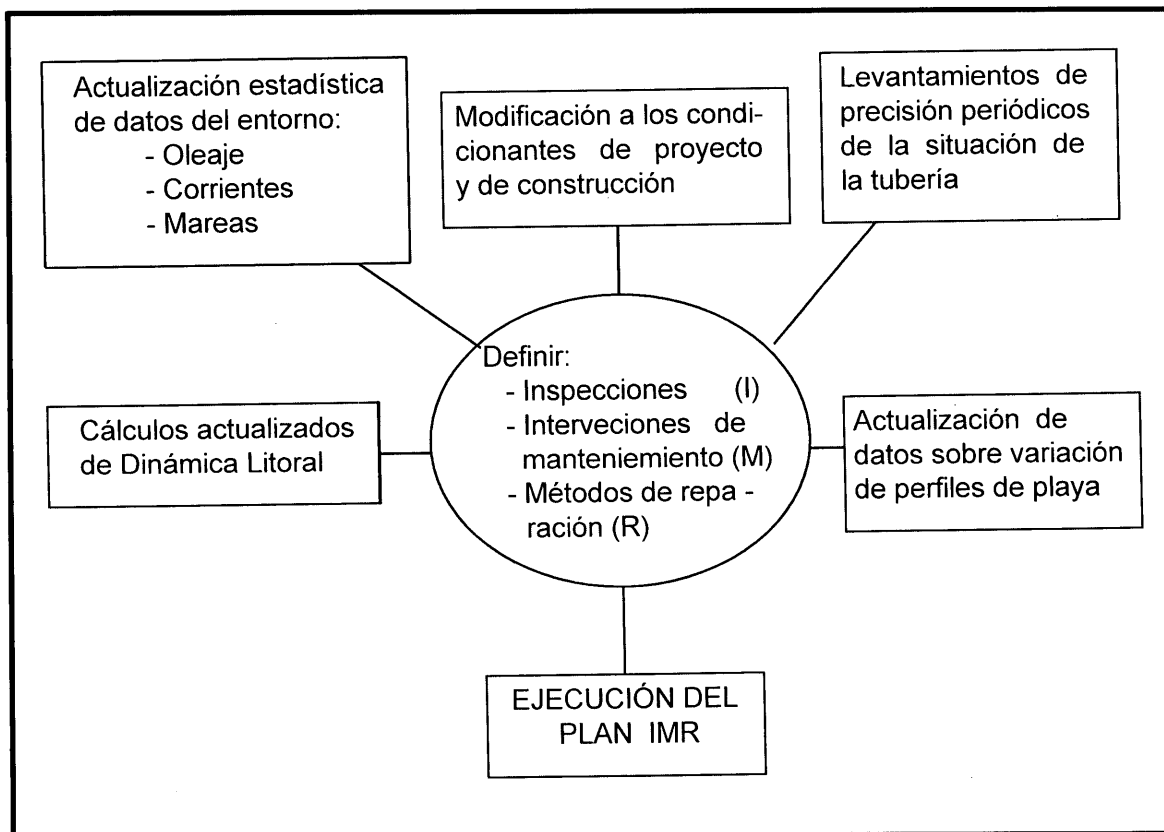 Actualización estadística
de datos del entorno:
- Oleaje
- Corrientes
- Mareas
Modificación a los condi-
cionantes de proyecto
y de construcción
Levantamientos de
precisión periódicos
de la situación de
la tubería
Definir:
- Inspecciones (I)
- Interveciones de
manteniemiento (M)
- Métodos de repa -
ración (R)
Cálculos actualizados
de Dinámica Litoral
Actualización de
datos sobre variación
de perfiles de playa
EJECUCIÓN DEL
PLAN IMR